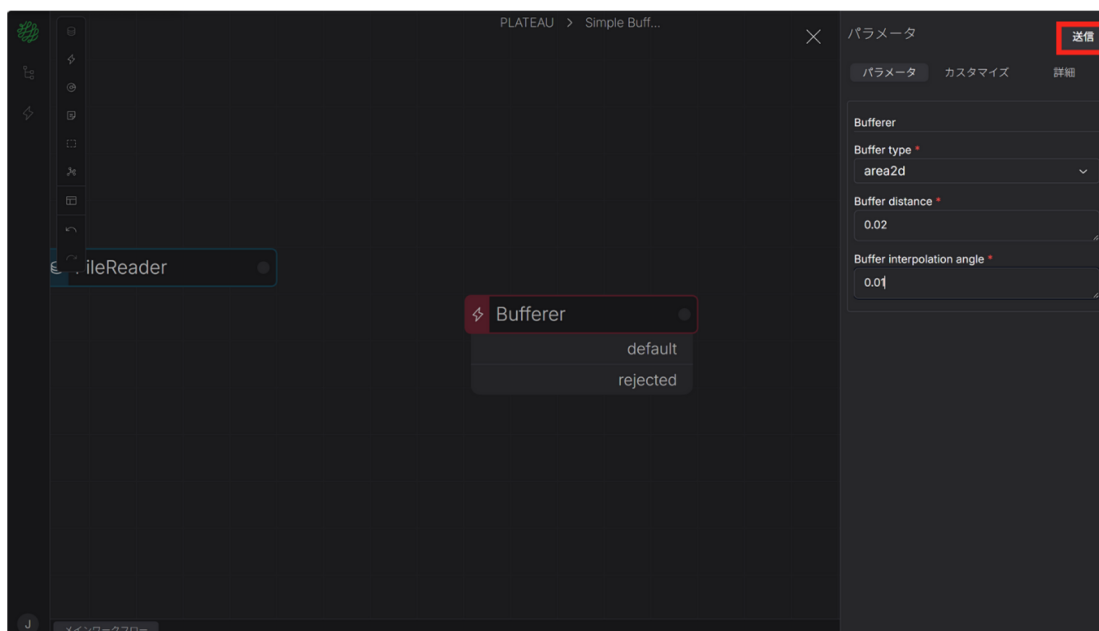 PLATEAU > Simple Buff...
パラメータ
送信
パラメータ カスタマイズ 詳細
Bufferer
Buffer type *
area2d
Buffer distance *
0.02
Buffer interpolation angle *
0.01
ileReader
Bufferer
default
rejected
J
メインワークフロー